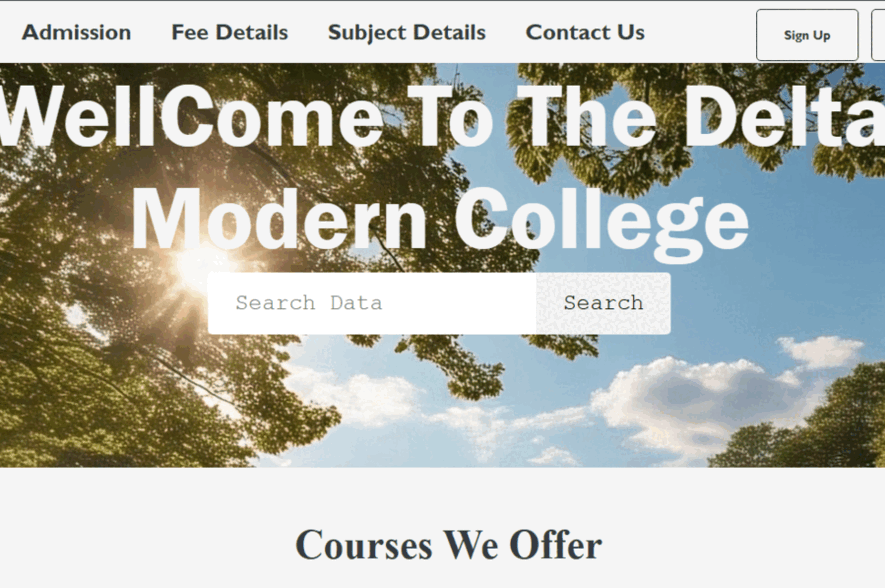 Admission Fee Details Subject Details Contact Us Sign Up
WellCome To The Delta
Modern College
Search Data Search
Courses We Offer